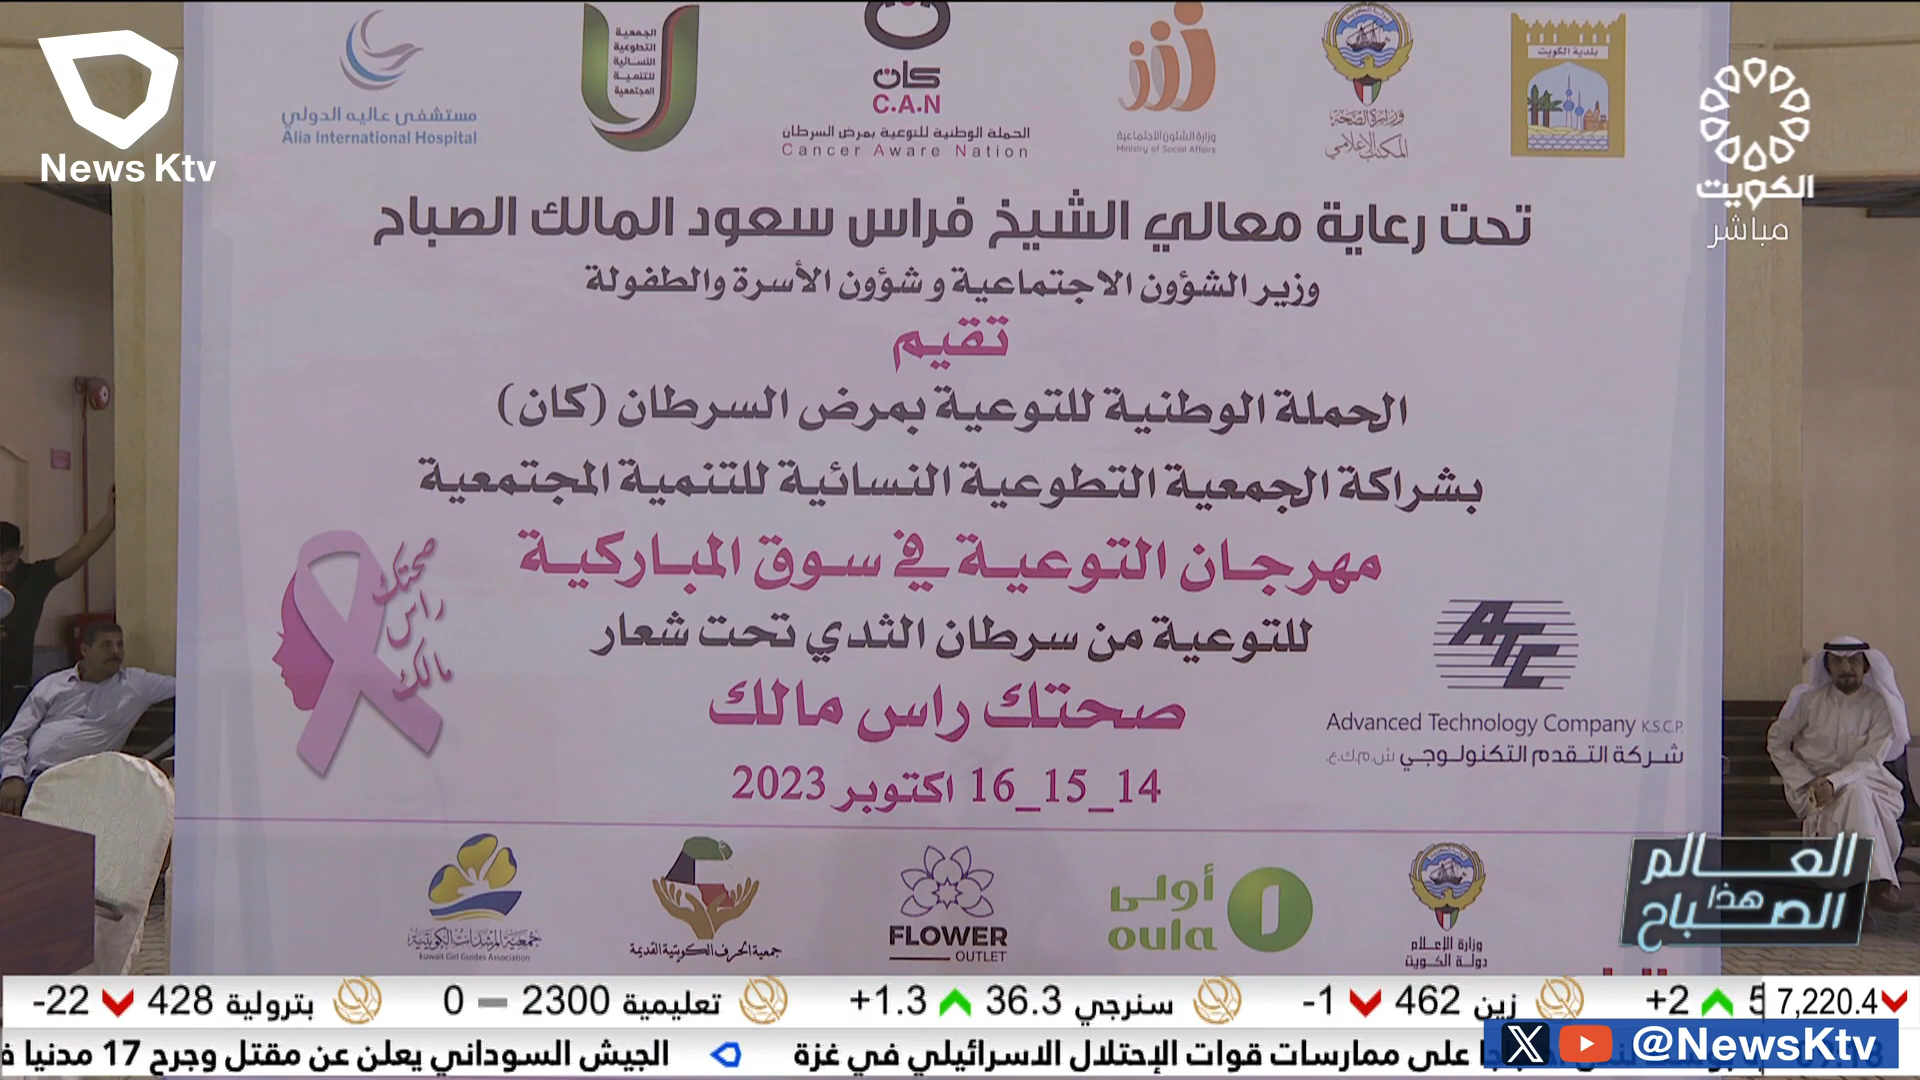 News Ktv
مستشفى عاليه الدولي
Alia International Hospital
الجمعية
التطوعية
النسائية
للتنمية
المجتمعية
كان
C.A.N
الحملة الوطنية للتوعية بمرض السرطان
Cancer Aware Nation
وزارة الشئون الاجتماعية
Ministry of Social Affairs
وزارة الصحة
المكتب الإعلامي
بلدية الكويت
الكويت
مباشر
تحت رعاية معالي الشيخ فراس سعود المالك الصباح
وزير الشؤون الاجتماعية و شؤون الأسرة والطفولة
تقيم
الحملة الوطنية للتوعية بمرض السرطان (كان)
بشراكة الجمعية التطوعية النسائية للتنمية المجتمعية
مهرجان التوعية في سوق المباركية
للتوعية من سرطان الثدي تحت شعار
صحتك راس مالك
14_15_16 اكتوبر 2023
صحتك
راس
مالك
ATC
Advanced Technology Company K.S.C.P.
شركة التقدم التكنولوجي ش.م.ك.ع.
جمعية المرشدات الكويتية
kuwait Girl Guides Association
جمعية الحرف الكويتية القديمة
FLOWER
OUTLET
أولى
oula
وزارة الإعلام
دولة الكويت
العالم
هذا
الصباح
7,220.4
+2
زين 462 -1
سنرجي 36.3 +1.3
تعليمية 2300 0
بترولية 428 -22
على ممارسات قوات الإحتلال الاسرائيلي في غزة
الجيش السوداني يعلن عن مقتل وجرح 17 مدنيا
@NewsKtv